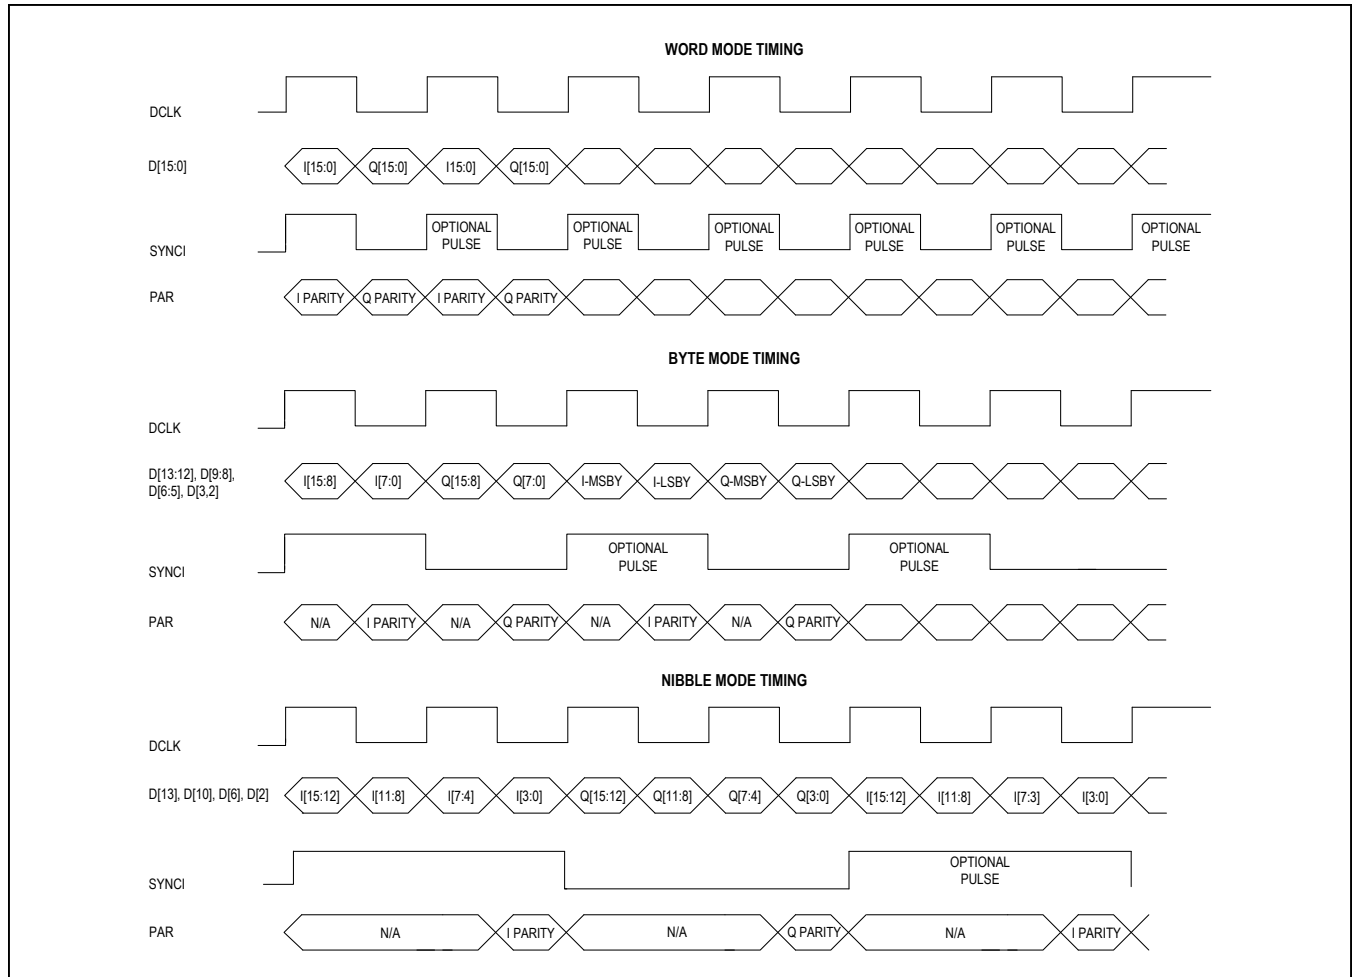 WORD MODE TIMING
DCLK
D[15:0] I[15:0] Q[15:0] I15:0] Q[15:0]
OPTIONAL OPTIONAL OPTIONAL OPTIONAL OPTIONAL OPTIONAL
PULSE PULSE PULSE PULSE PULSE PULSE
SYNCI
PAR I PARITY Q PARITY I PARITY Q PARITY
BYTE MODE TIMING
DCLK
D[13:12], D[9:8],
D[6:5], D[3,2]
I[15:8] I[7:0] Q[15:8] Q[7:0] I-MSBY I-LSBY Q-MSBY Q-LSBY
OPTIONAL OPTIONAL
PULSE PULSE
SYNCI
PAR N/A I PARITY N/A Q PARITY N/A I PARITY N/A Q PARITY
NIBBLE MODE TIMING
DCLK
D[13], D[10], D[6], D[2] I[15:12] I[11:8] I[7:4] I[3:0] Q[15:12] Q[11:8] Q[7:4] Q[3:0] I[15:12] I[11:8] I[7:3] I[3:0]
OPTIONAL
PULSE
SYNCI
PAR N/A I PARITY N/A Q PARITY N/A I PARITY